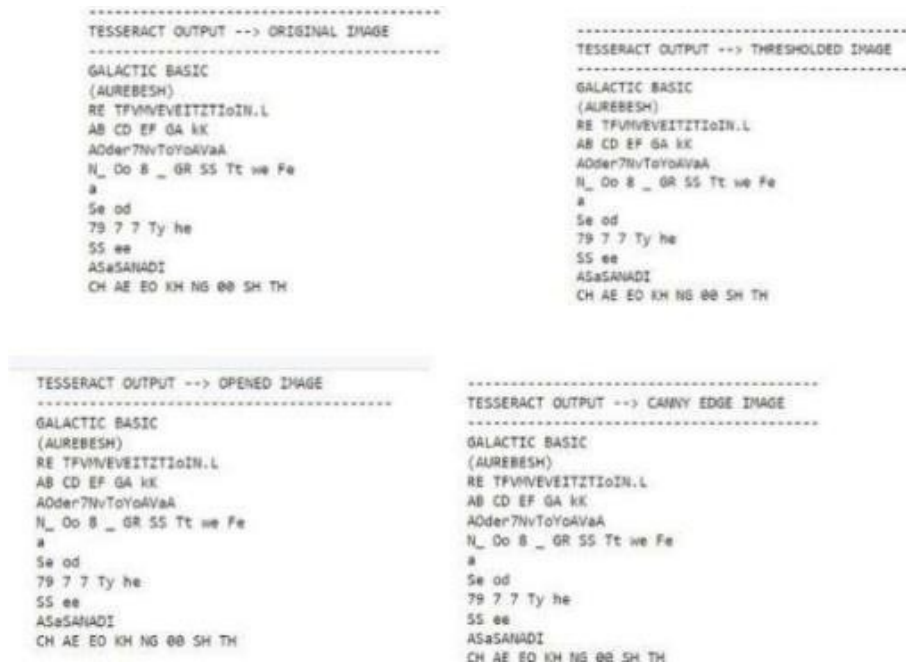 TESSERACT OUTPUT --> ORIGINAL IMAGE
GALACTIC BASIC
(AUREBESH)
RE TFVMVEVEITZTIoIN.L
AB CD EF GA kK
AOder7NvToYoAVaA
N_ Oo 8 _ GR SS Tt we Fe
a
Se od
79 7 7 Ty he
SS ee
ASaSANADI
CH AE EO KH NG 00 SH TH
TESSERACT OUTPUT --> THRESHOLDED IMAGE
GALACTIC BASIC
(AUREBESH)
RE TFVMVEVEITZTIoIN.L
AB CD EF GA kK
AOder7NvToYoAVaA
N_ Oo 8 _ GR SS Tt we Fe
a
Se od
79 7 7 Ty he
SS ee
ASaSANADI
CH AE EO KH NG 00 SH TH
TESSERACT OUTPUT --> OPENED IMAGE
GALACTIC BASIC
(AUREBESH)
RE TFVMVEVEITZTIoIN.L
AB CD EF GA kK
AOder7NvToYoAVaA
N_ Oo 8 _ GR SS Tt we Fe
a
Se od
79 7 7 Ty he
SS ee
ASaSANADI
CH AE EO KH NG 00 SH TH
TESSERACT OUTPUT --> CANNY EDGE IMAGE
GALACTIC BASIC
(AUREBESH)
RE TFVMVEVEITZTIoIN.L
AB CD EF GA kK
AOder7NvToYoAVaA
N_ Oo 8 _ GR SS Tt we Fe
a
Se od
79 7 7 Ty he
SS ee
ASaSANADI
CH AE EO KH NG 00 SH TH